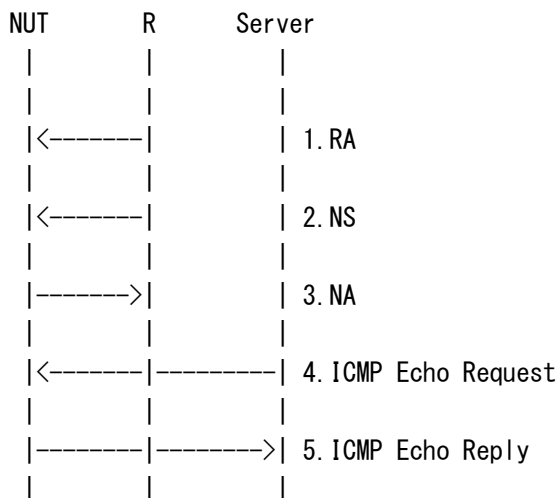 NUT R Server
1.RA
2.NS
3.NA
4.ICMP Echo Request
5.ICMP Echo Reply